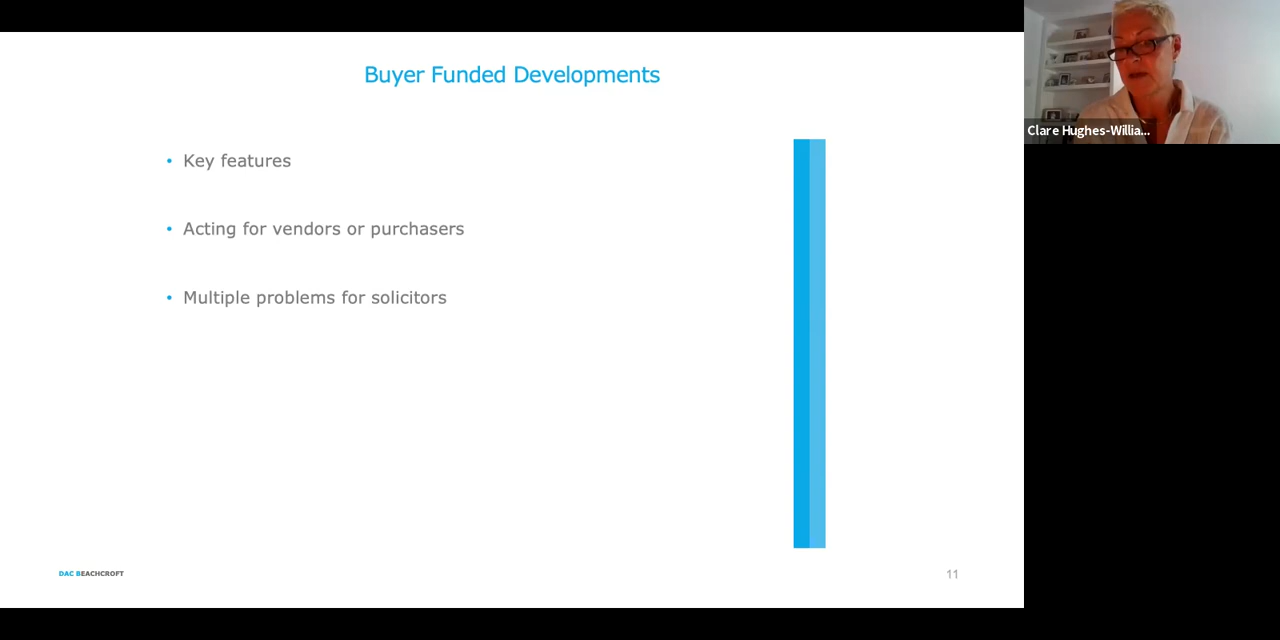 Buyer Funded Developments
Clare Hughes-Willia...
• Key features
• Acting for vendors or purchasers
• Multiple problems for solicitors
DAC BEACHCROFT
11